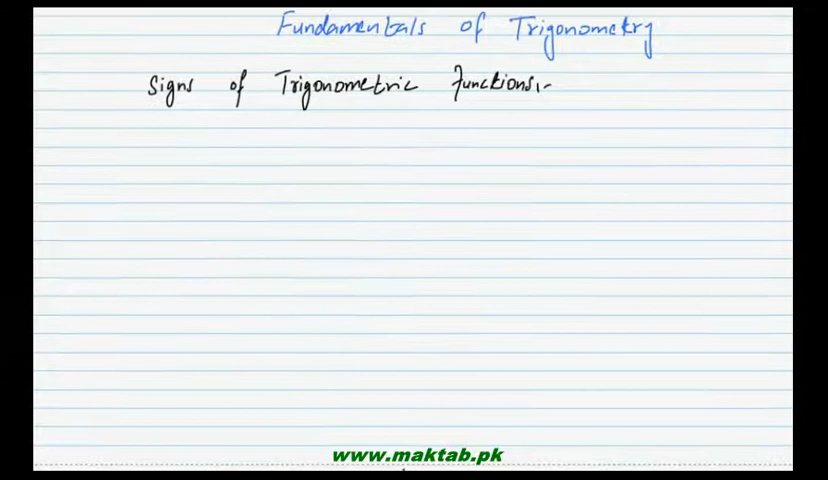 Fundamentals of Trigonometry
Signs of Trigonometric Functions:-
www.maktab.pk